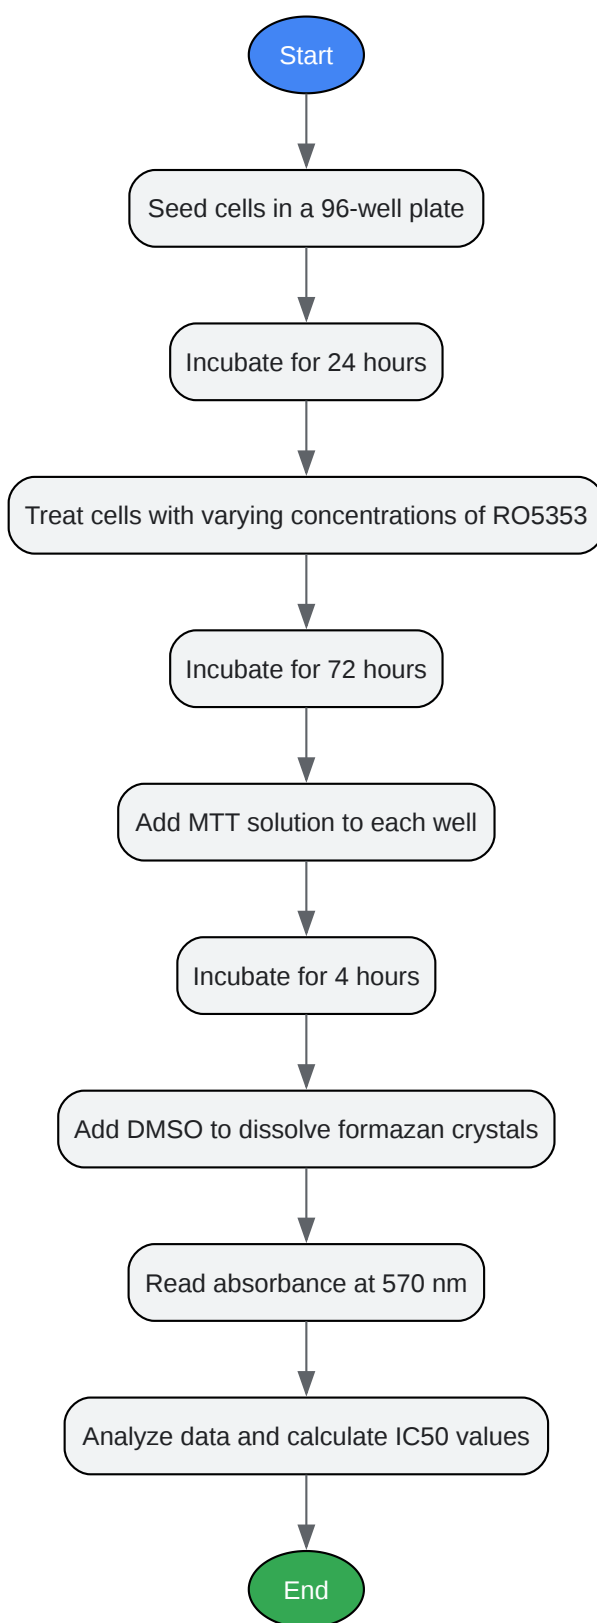 Start
Seed cells in a 96-well plate
Incubate for 24 hours
Treat cells with varying concentrations of RO5353
Incubate for 72 hours
Add MTT solution to each well
Incubate for 4 hours
Add DMSO to dissolve formazan crystals
Read absorbance at 570 nm
Analyze data and calculate IC50 values
End